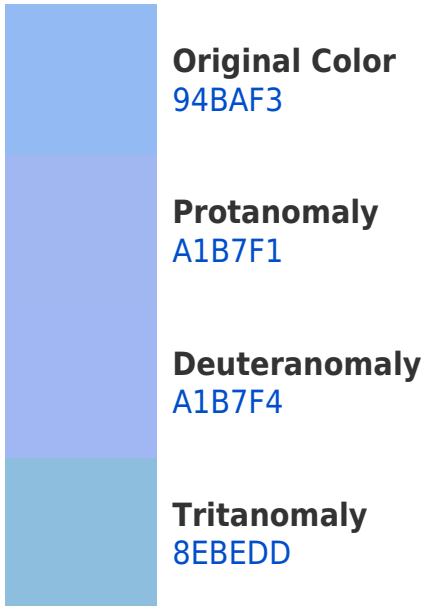 Original Color
94BAF3
Protanomaly
A1B7F1
Deuteranomaly
A1B7F4
Tritanomaly
8EBEDD